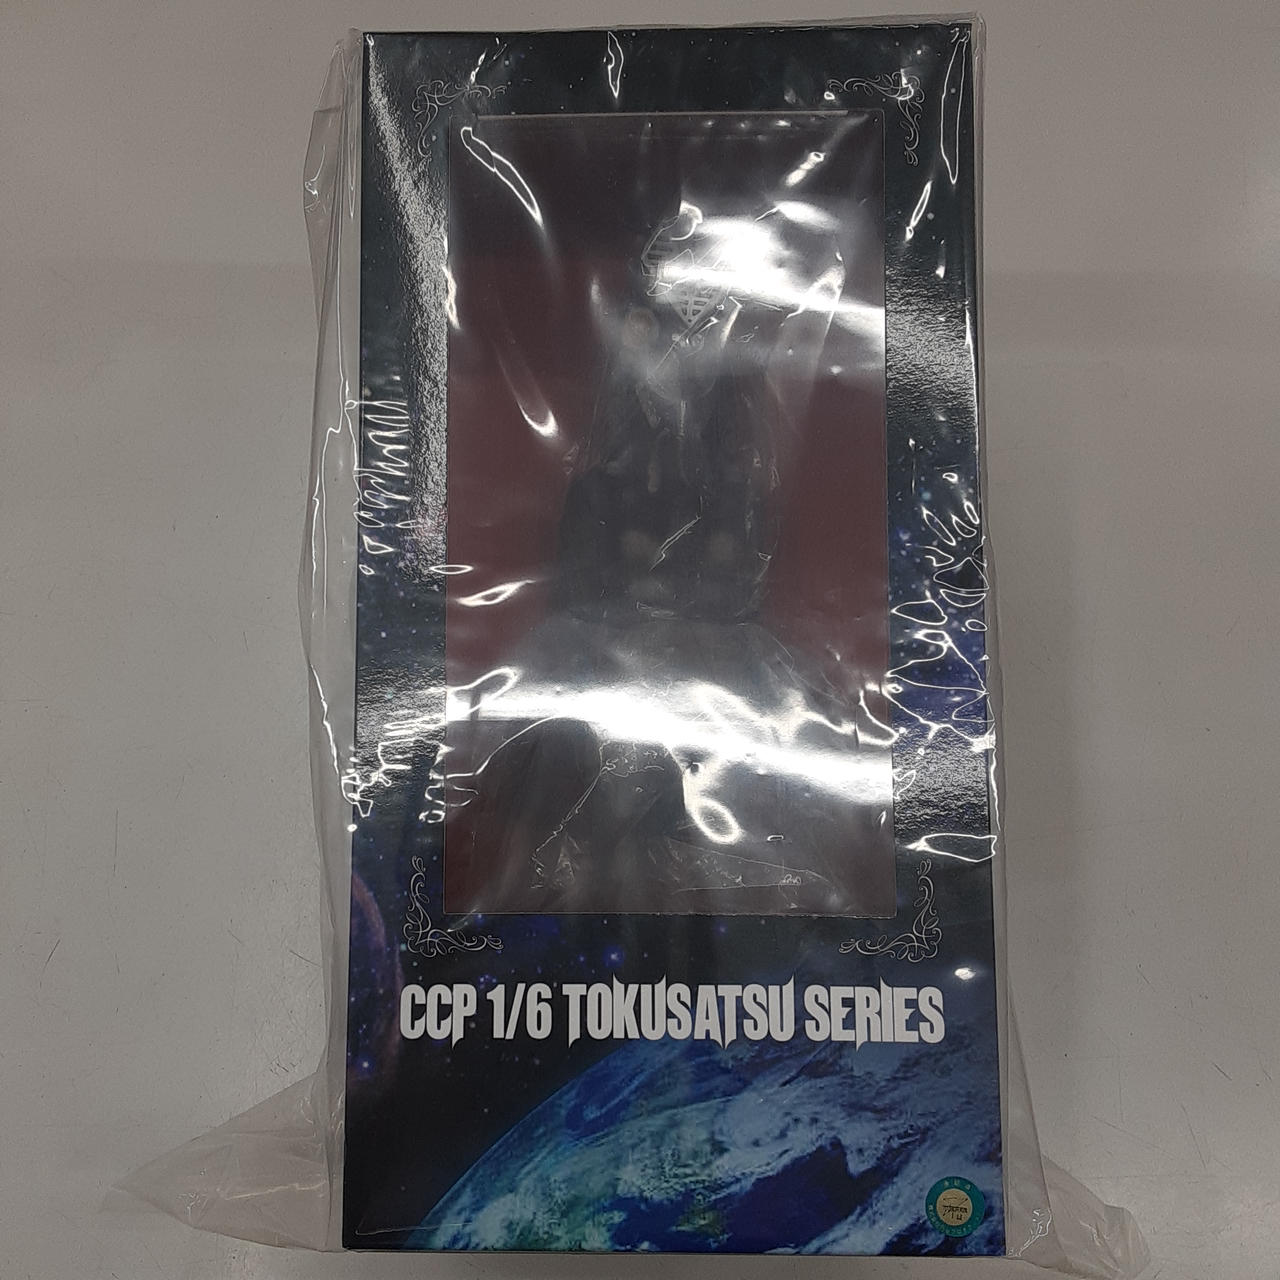 CCP 1/6 TOKUSATSU SERIES